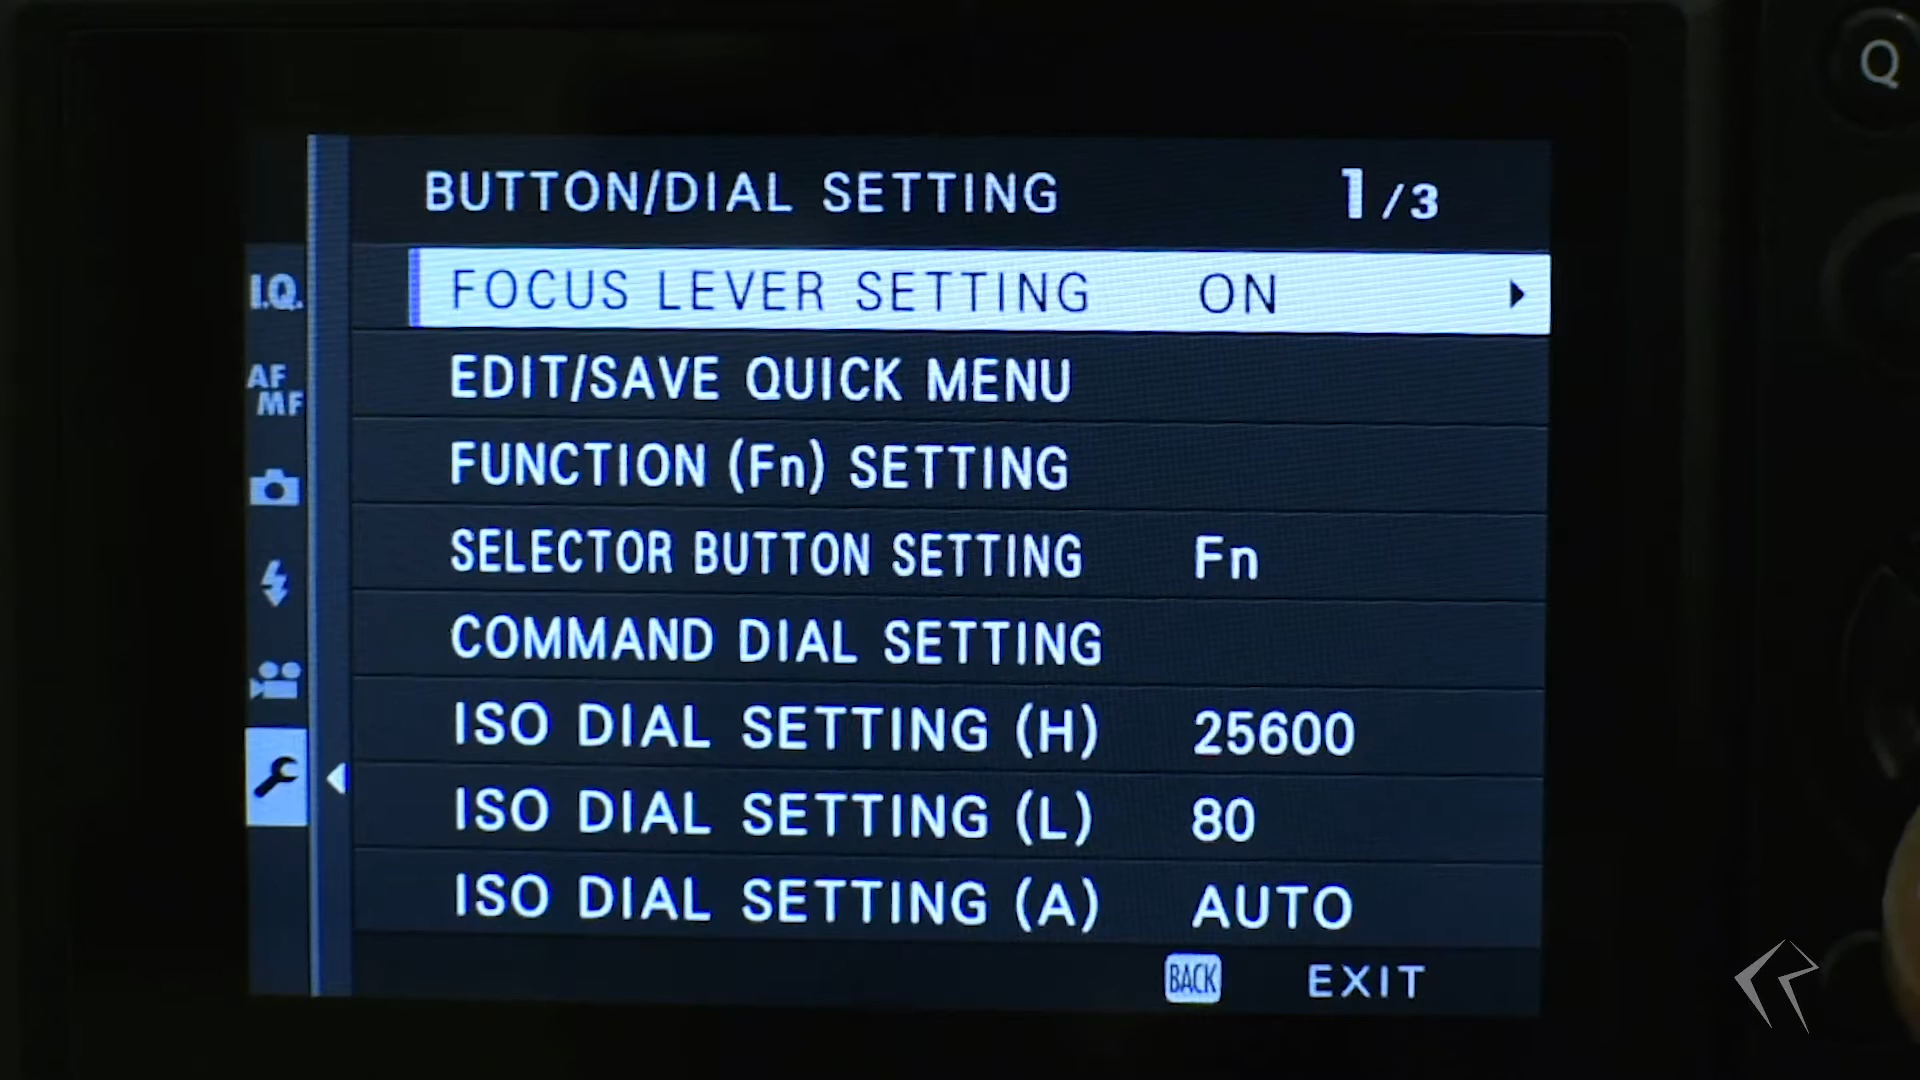 Q
BUTTON/DIAL SETTING 1/3
I.Q.
FOCUS LEVER SETTING ON
AF
MF
EDIT/SAVE QUICK MENU
FUNCTION (Fn) SETTING
SELECTOR BUTTON SETTING Fn
COMMAND DIAL SETTING
ISO DIAL SETTING (H) 25600
ISO DIAL SETTING (L) 80
ISO DIAL SETTING (A) AUTO
BACK EXIT